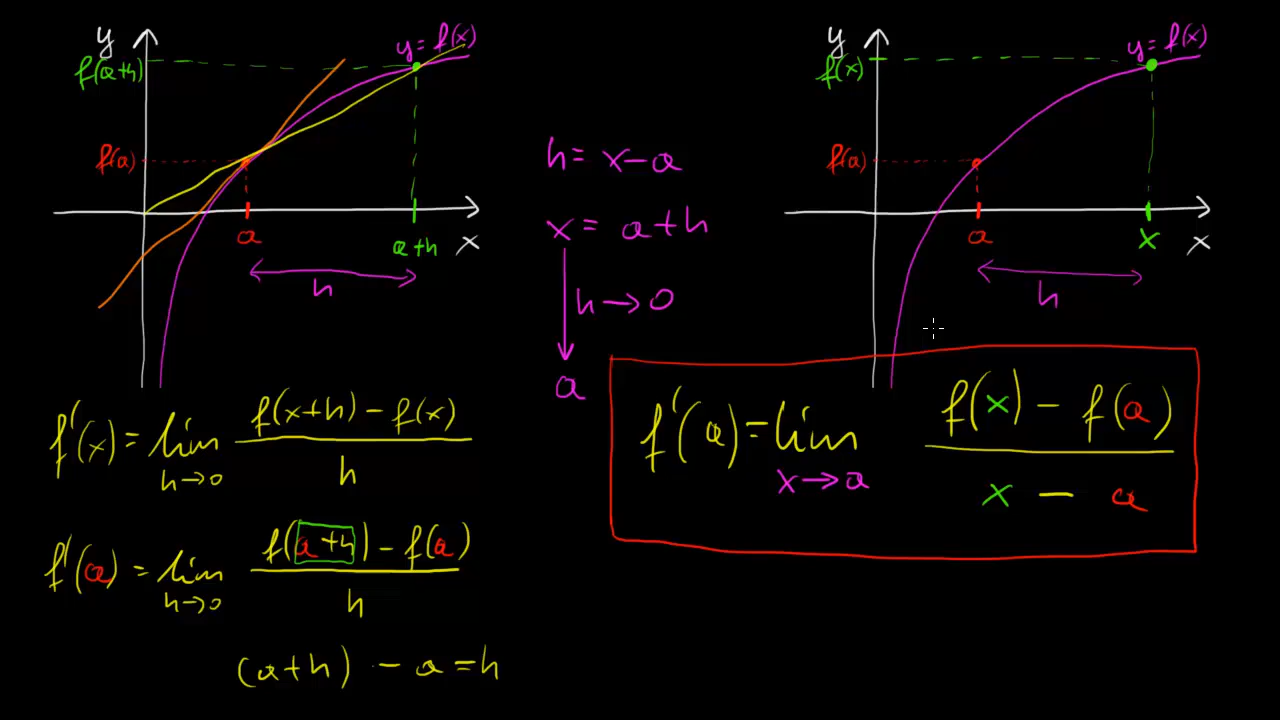 y
y = f(x)
f(a+h)
f(a)
a
a+h
x
h
f'(x) = lim h→0 f(x+h) − f(x) / h
f'(a) = lim h→0 f(a+h) − f(a) / h
(a+h) − a = h
h = x − a
x = a + h
h → 0
a
y
y = f(x)
f(x)
f(a)
a
x
x
h
f'(a) = lim x→a f(x) − f(a) / x − a